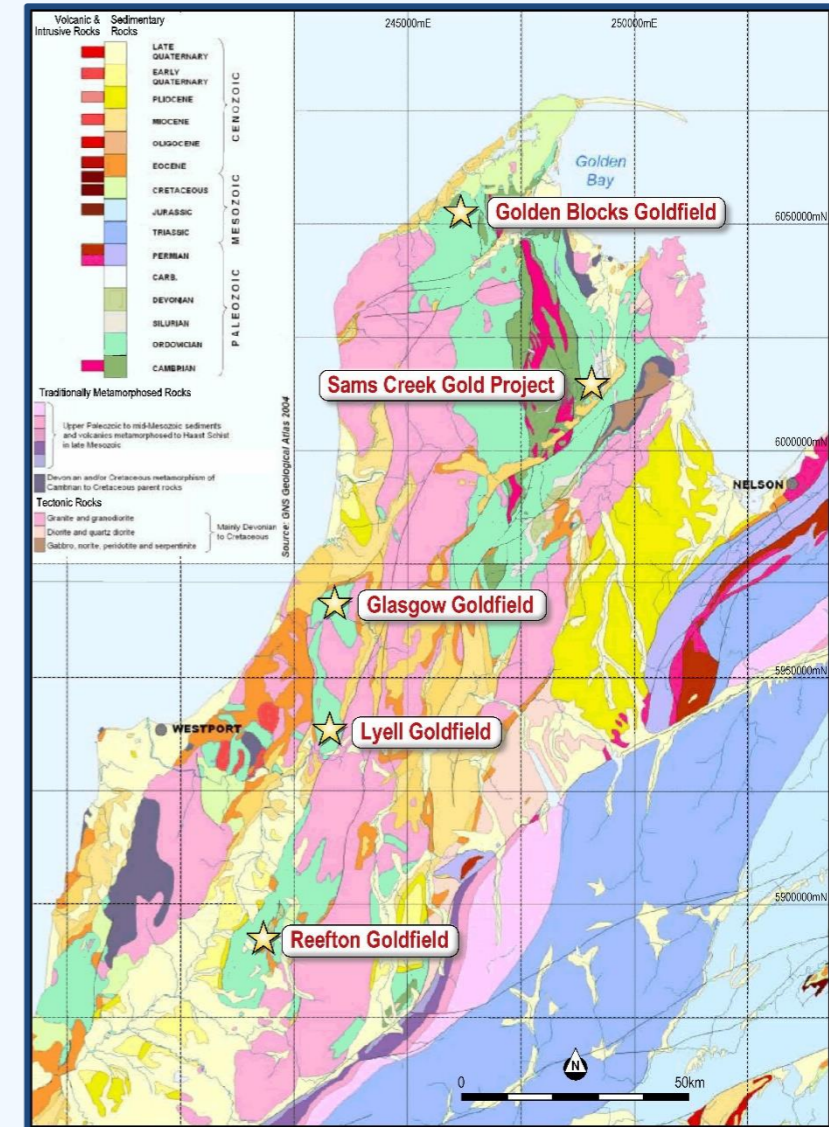 Volcanic & Intrusive Rocks
Sedimentary Rocks
LATE QUATERNARY
EARLY QUATERNARY
PLIOCENE
MIOCENE
OLIGOCENE
EOCENE
CRETACEOUS
JURASSIC
TRIASSIC
PERMIAN
CARB.
DEVONIAN
SILURIAN
ORDOVICIAN
CAMBRIAN
CENOZOIC
MESOZOIC
PALEOZOIC
Traditionally Metamorphosed Rocks
Upper Paleozoic to mid-Mesozoic sediments
and volcanics metamorphosed to Haast Schist
in late Mesozoic
Devonian and/or Cretaceous metamorphism of
Cambrian to Cretaceous parent rocks
Tectonic Rocks
Granite and granodiorite
Diorite and quartz diorite
Gabbro, norite, peridotite and serpentinite
Mainly Devonian
to Cretaceous
Source: GNS Geological Atlas 2004
245000mE
250000mE
Golden
Bay
Golden Blocks Goldfield
6050000mN
Sams Creek Gold Project
6000000mN
NELSON
Glasgow Goldfield
5950000mN
WESTPORT
Lyell Goldfield
5900000mN
Reefton Goldfield
N
0
50km